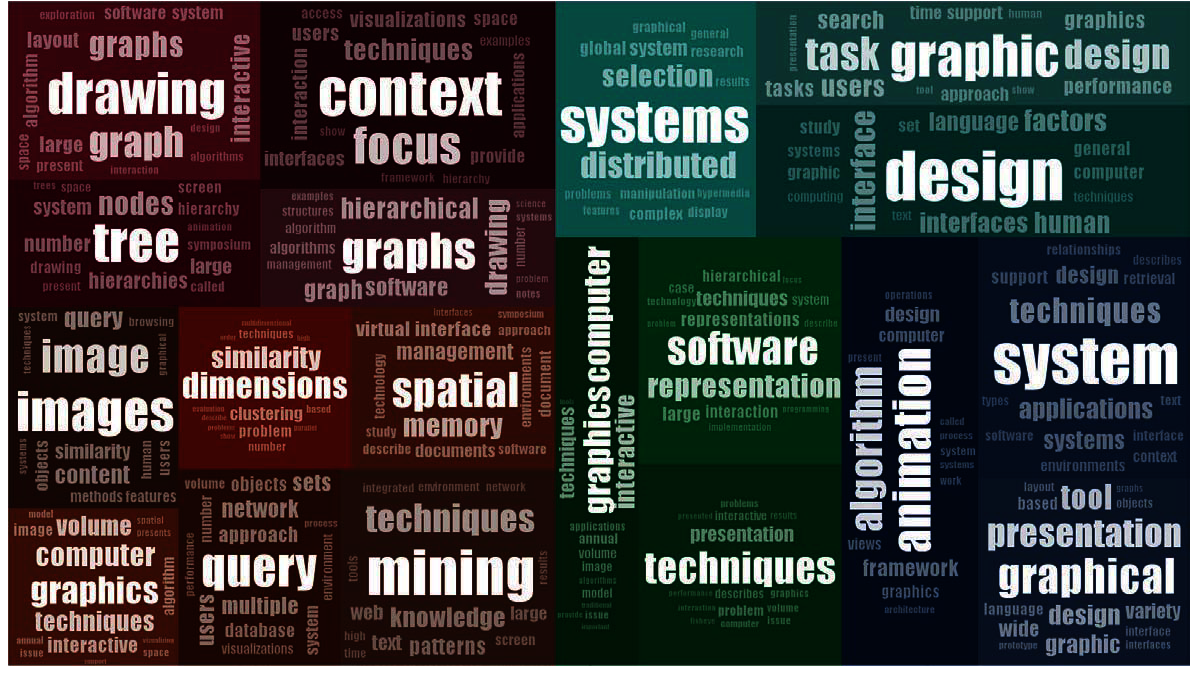 exploration software system
layout graphs
drawing
algorithm
interactive
large graph design
space
present algorithms
interaction
access visualizations space
users techniques examples
context
interaction
applications
show focus
interfaces provide
framework hierarchy
graphical general
global system research
selection results
systems
distributed
problems manipulation hypermedia
features complex display
search time support human graphics
presentation
task graphic design
tasks users tool approach show performance
study set language factors
interface
systems general
design
graphic computer
computing techniques
text interfaces human
trees space screen
system nodes hierarchy
animation
number tree symposium
drawing hierarchies large
present called
examples science
structures hierarchical systems
algorithm drawing
algorithms graphs number
management problem
graph software notes
system query browsing
techniques
graphical
image
images
systems
objects
similarity
human
users
content
methods features
multidimensional
order techniques
similarity
dimensions
evaluation clustering based
describe
problems problem parallel
show number
interfaces symposium
virtual interface approach
management
technology
environments
document
spatial
study memory
describe documents software
graphics computer
techniques
interactive
applications
annual
volume
image
algorithms
model
traditional
provide issue
important
hierarchical focus
case
technology techniques system
problem representations describe
software
representation
large interaction programming
implementation
operations
design
computer
present
algorithm
animation
called
process
system
systems
work
views
framework
graphics
architecture
relationships
describes
support design retrieval
techniques
system
types applications text
software systems interface
environments context
model
image volume spatial
presents
computer
graphics
algorithm
techniques
annual interactive visualizations
issue space
support
volume objects sets
number
network
process
approach
performance
environment
query
users
multiple
system
database
visualizations
integrated environment network
techniques
tools
results
mining
web knowledge large
high
time text patterns screen
problems
presented interactive results
presentation
techniques
performance describes graphics
interaction problem volume
fisheye computer issue
layout graphs
based tool objects
presentation
graphical
language design variety
wide interface
prototype graphic interfaces